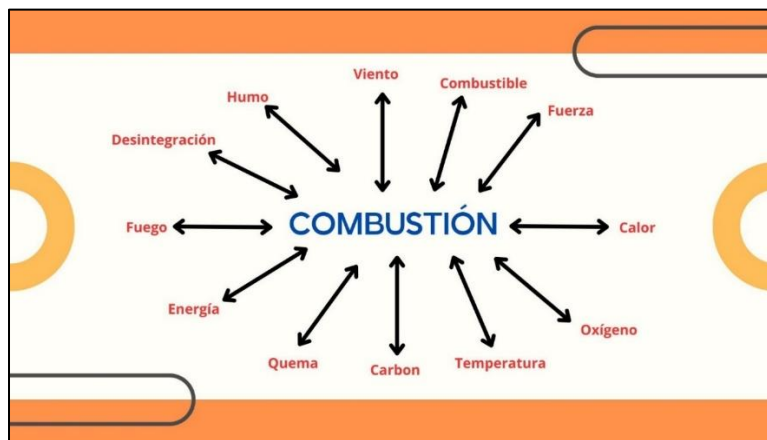 Viento
Combustible
Humo
Fuerza
Desintegración
Fuego
COMBUSTIÓN
Calor
Energía
Oxígeno
Quema
Carbon
Temperatura